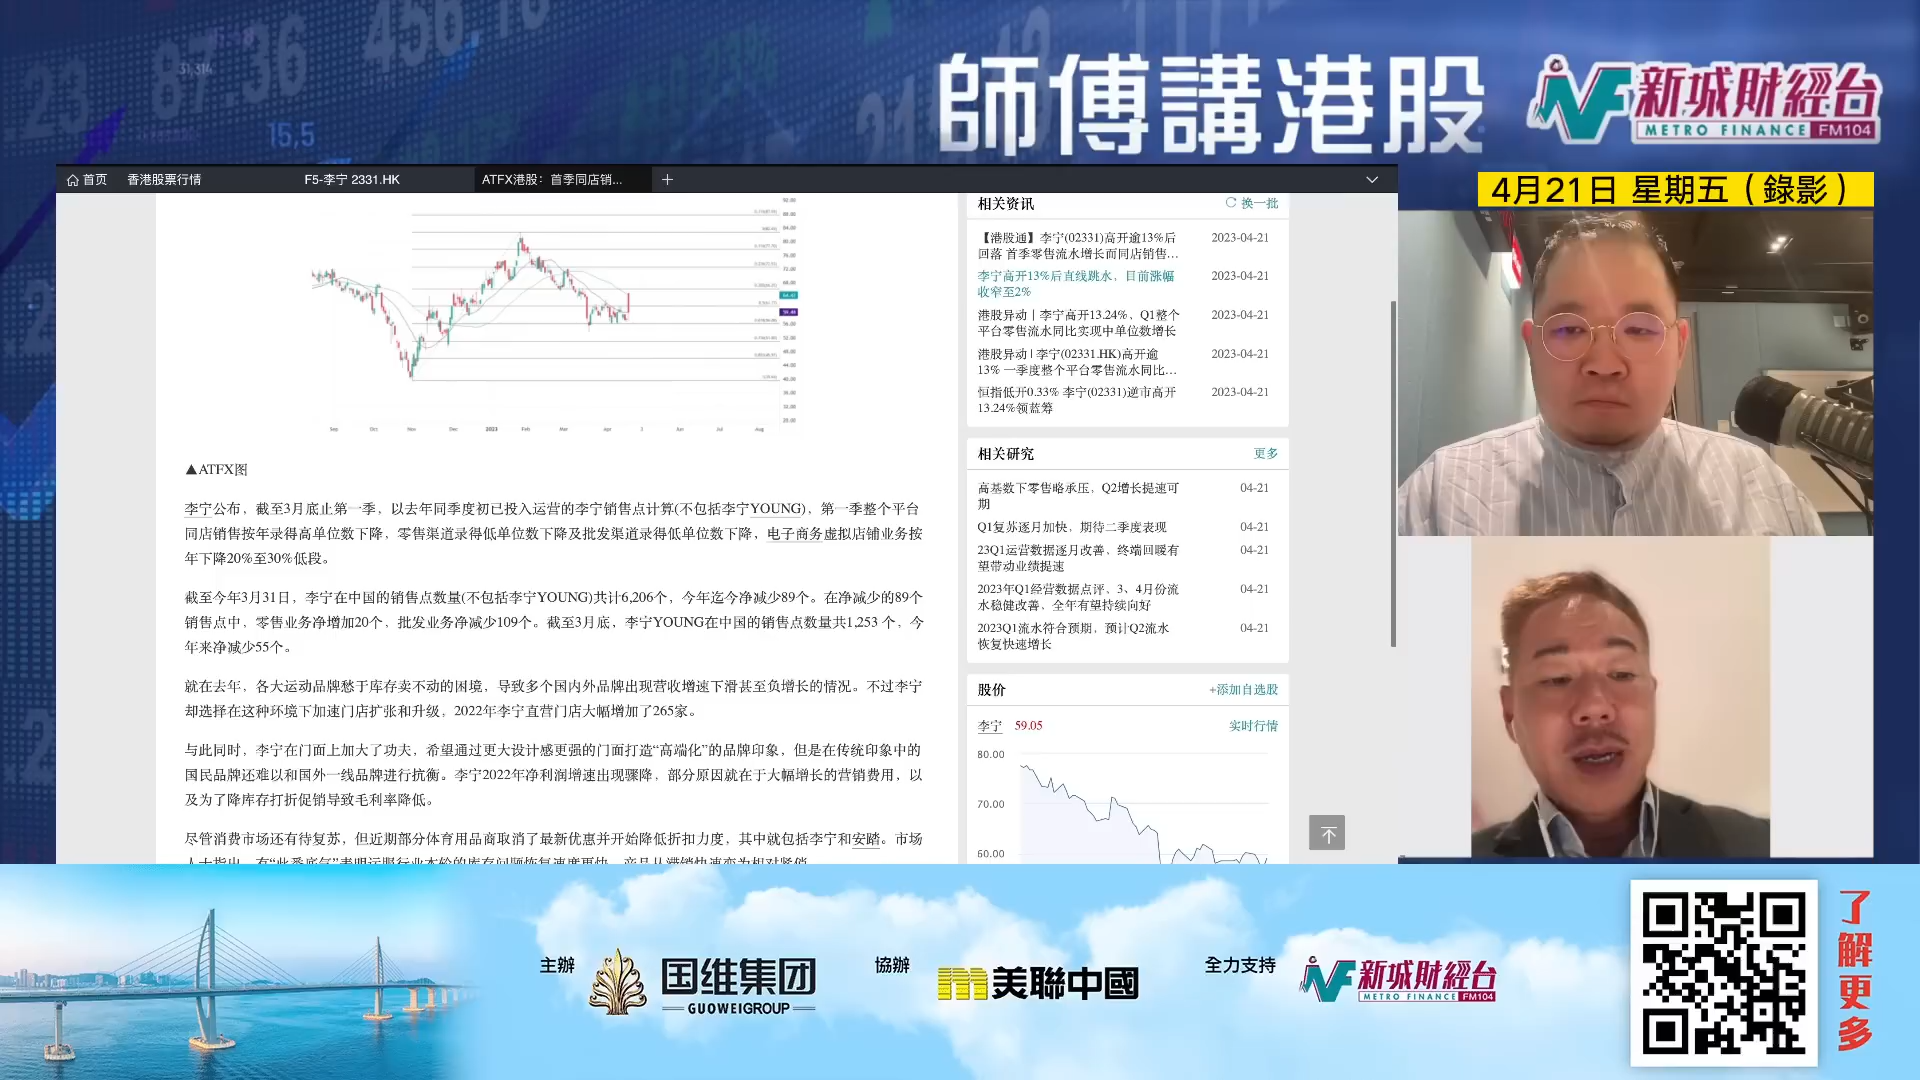 師傅講港股
新城財經台
METRO FINANCE FM104
首页
香港股票行情
F5-李宁 2331.HK
ATFX港股：首季同店销...
4月21日 星期五（錄影）
▲ATFX图
李宁公布，截至3月底止第一季，以去年同季度初已投入运营的李宁销售点计算(不包括李宁YOUNG)，第一季整个平台
同店销售按年录得高单位数下降，零售渠道录得低单位数下降及批发渠道录得低单位数下降，电子商务虚拟店铺业务按
年下降20%至30%低段。
截至今年3月31日，李宁在中国的销售点数量(不包括李宁YOUNG)共计6,206个，今年迄今净减少89个。在净减少的89个
销售点中，零售业务净增加20个，批发业务净减少109个。截至3月底，李宁YOUNG在中国的销售点数量共1,253 个，今
年来净减少55个。
就在去年，各大运动品牌愁于库存卖不动的困境，导致多个国内外品牌出现营收增速下滑甚至负增长的情况。不过李宁
却选择在这种环境下加速门店扩张和升级，2022年李宁直营门店大幅增加了265家。
与此同时，李宁在门面上加大了功夫，希望通过更大设计感更强的门面打造“高端化”的品牌印象，但是在传统印象中的
国民品牌还难以和国外一线品牌进行抗衡。李宁2022年净利润增速出现骤降，部分原因就在于大幅增长的营销费用，以
及为了降库存打折促销导致毛利率降低。
尽管消费市场还有待复苏，但近期部分体育用品商取消了最新优惠并开始降低折扣力度，其中就包括李宁和安踏。市场
相关资讯
换一批
【港股通】李宁(02331)高开逾13%后 2023-04-21
回落 首季零售流水增长而同店销售...
李宁高开13%后直线跳水，目前涨幅 2023-04-21
收窄至2%
港股异动｜李宁高开13.24%，Q1整个 2023-04-21
平台零售流水同比实现中单位数增长
港股异动 | 李宁(02331.HK)高开逾 2023-04-21
13% 一季度整个平台零售流水同比...
恒指低开0.33% 李宁(02331)逆市高开 2023-04-21
13.24%领蓝筹
相关研究
更多
高基数下零售略承压，Q2增长提速可 04-21
期
Q1复苏逐月加快，期待二季度表现 04-21
23Q1运营数据逐月改善，终端回暖有 04-21
望带动业绩提速
2023年Q1经营数据点评，3、4月份流 04-21
水稳健改善，全年有望持续向好
2023Q1流水符合预期，预计Q2流水 04-21
恢复快速增长
股价
+添加自选股
李宁 59.05
实时行情
80.00
70.00
60.00
主辦
国维集团
GUOWEIGROUP
協辦
美聯中國
全力支持
新城財經台
METRO FINANCE FM104
了解更多